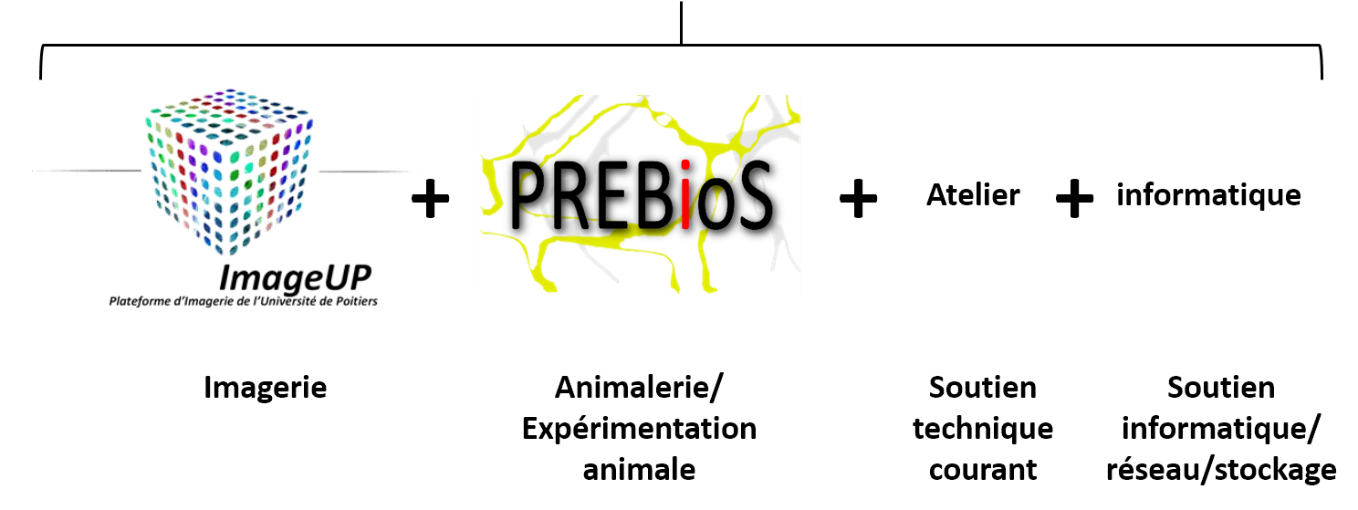 + PREBioS + Atelier + informatique
ImageUP
Plateforme d'Imagerie de l'Université de Poitiers
Imagerie
Animalerie/
Expérimentation
animale
Soutien
technique
courant
Soutien
informatique/
réseau/stockage